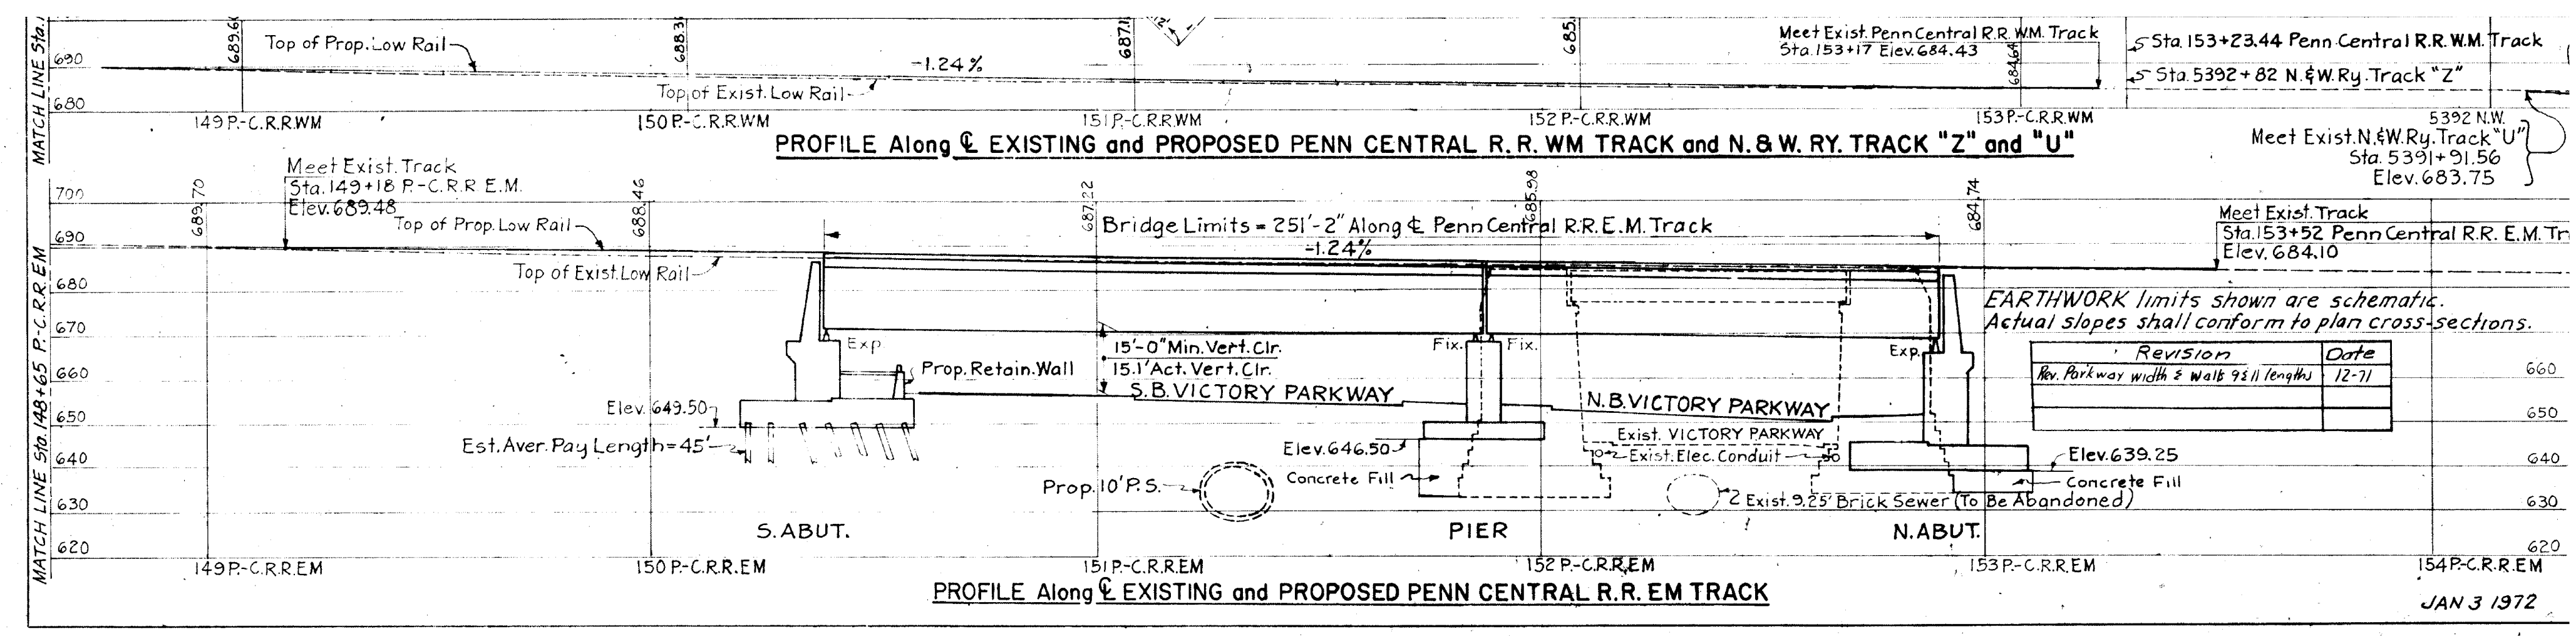 MATCH LINE Sta.
690
680
689.6
Top of Prop. Low Rail
688.3
-1.24%
Top of Exist. Low Rail
687.1
685.
Meet Exist. Penn Central R.R. W.M. Track
Sta. 153+17 Elev. 684.43
684.64
Sta. 153+23.44 Penn Central R.R. W.M. Track
Sta. 5392+82 N.&W. Ry. Track "Z"
149 P.-C.R.R.WM
150 P.-C.R.R.WM
151 P.-C.R.R.WM
152 P.-C.R.R.WM
153 P.-C.R.R.WM
5392 N.W.
PROFILE Along ℄ EXISTING and PROPOSED PENN CENTRAL R.R. WM TRACK and N. & W. RY. TRACK "Z" and "U"
Meet Exist. N.&W. Ry. Track "U"
Sta. 5391+91.56
Elev. 683.75
MATCH LINE Sta. 148+65 P.-C.R.R. EM
700
690
680
670
660
650
640
630
620
689.70
Meet Exist. Track
Sta. 149+18 P.-C.R.R E.M.
Elev. 689.48
Top of Prop. Low Rail
688.46
Top of Exist. Low Rail
687.22
Bridge Limits = 251'-2" Along ℄ Penn Central R.R. E.M. Track
-1.24%
685.98
684.74
Meet Exist. Track
Sta. 153+52 Penn Central R.R. E.M. Tr
Elev. 684.10
EARTHWORK limits shown are schematic.
Actual slopes shall conform to plan cross-sections.
Exp.
15'-0" Min. Vert. Clr.
15.1' Act. Vert. Clr.
Fix.
Fix.
Exp.
Revision
Date
Rev. Parkway width & Walls 9 & 11 lengths
12-71
Prop. Retain. Wall
S.B. VICTORY PARKWAY
N.B. VICTORY PARKWAY
Elev. 649.50
Est. Aver. Pay Length = 45'
Exist. VICTORY PARKWAY
Elev. 646.50
2 Exist. Elec. Conduit
Elev. 639.25
Prop. 10' P.S.
Concrete Fill
Concrete Fill
2 Exist. 9.25' Brick Sewer (To Be Abandoned)
660
650
640
630
620
S. ABUT.
PIER
N. ABUT.
149 P.-C.R.R.EM
150 P.-C.R.R.EM
151 P.-C.R.R.EM
152 P.-C.R.R.EM
153 P.-C.R.R.EM
154 P.-C.R.R.EM
PROFILE Along ℄ EXISTING and PROPOSED PENN CENTRAL R.R. EM TRACK
JAN 3 1972